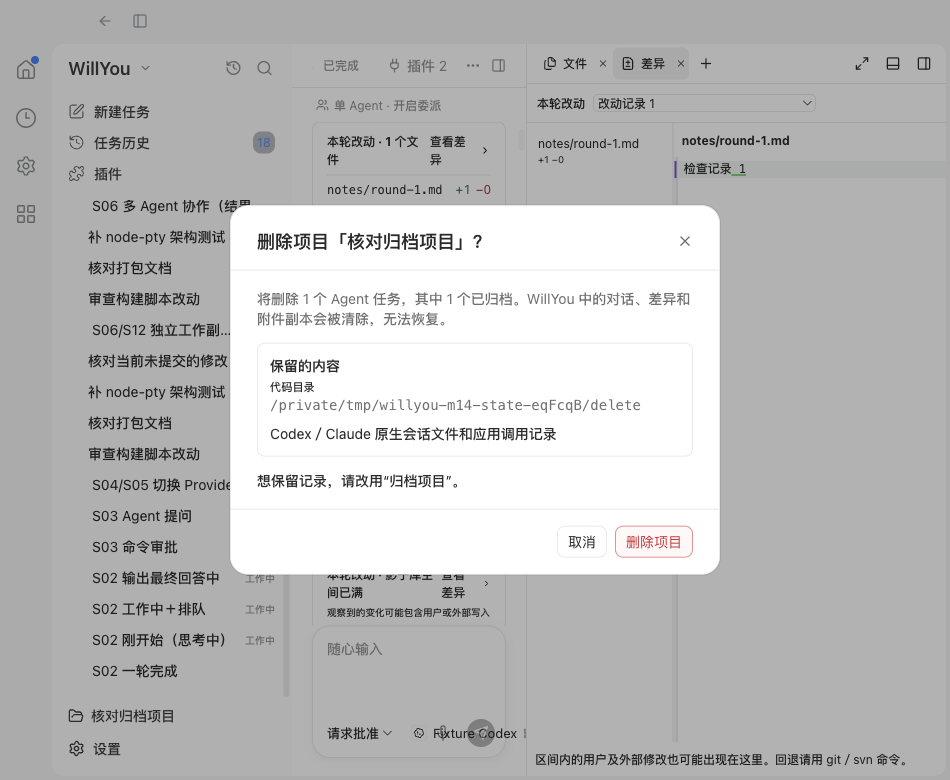 WillYou
新建任务
任务历史
18
插件
S06 多 Agent 协作（结果
补 node-pty 架构测试
核对打包文档
审查构建脚本改动
S06/S12 独立工作副...
核对当前未提交的修改
补 node-pty 架构测试
核对打包文档
审查构建脚本改动
S04/S05 切换 Provide
S03 Agent 提问
S03 命令审批
S02 输出最终回答中 工作中
S02 工作中＋排队 工作中
S02 刚开始（思考中） 工作中
S02 一轮完成
核对归档项目
设置
已完成 插件 2
单 Agent · 开启委派
本轮改动 · 1 个文件
查看差异
notes/round-1.md +1 −0
本轮改动 ·
间已满
查看
差异
观察到的变化可能包含用户或外部写入
随心输入
请求批准 Fixture Codex
文件 × 差异 × +
本轮改动 改动记录 1
notes/round-1.md
+1 −0
notes/round-1.md
检查记录 1
区间内的用户及外部修改也可能出现在这里。回退请用 git / svn 命令。
删除项目「核对归档项目」？
将删除 1 个 Agent 任务，其中 1 个已归档。WillYou 中的对话、差异和
附件副本会被清除，无法恢复。
保留的内容
代码目录
/private/tmp/willyou-m14-state-eqFcqB/delete
Codex / Claude 原生会话文件和应用调用记录
想保留记录，请改用“归档项目”。
取消
删除项目